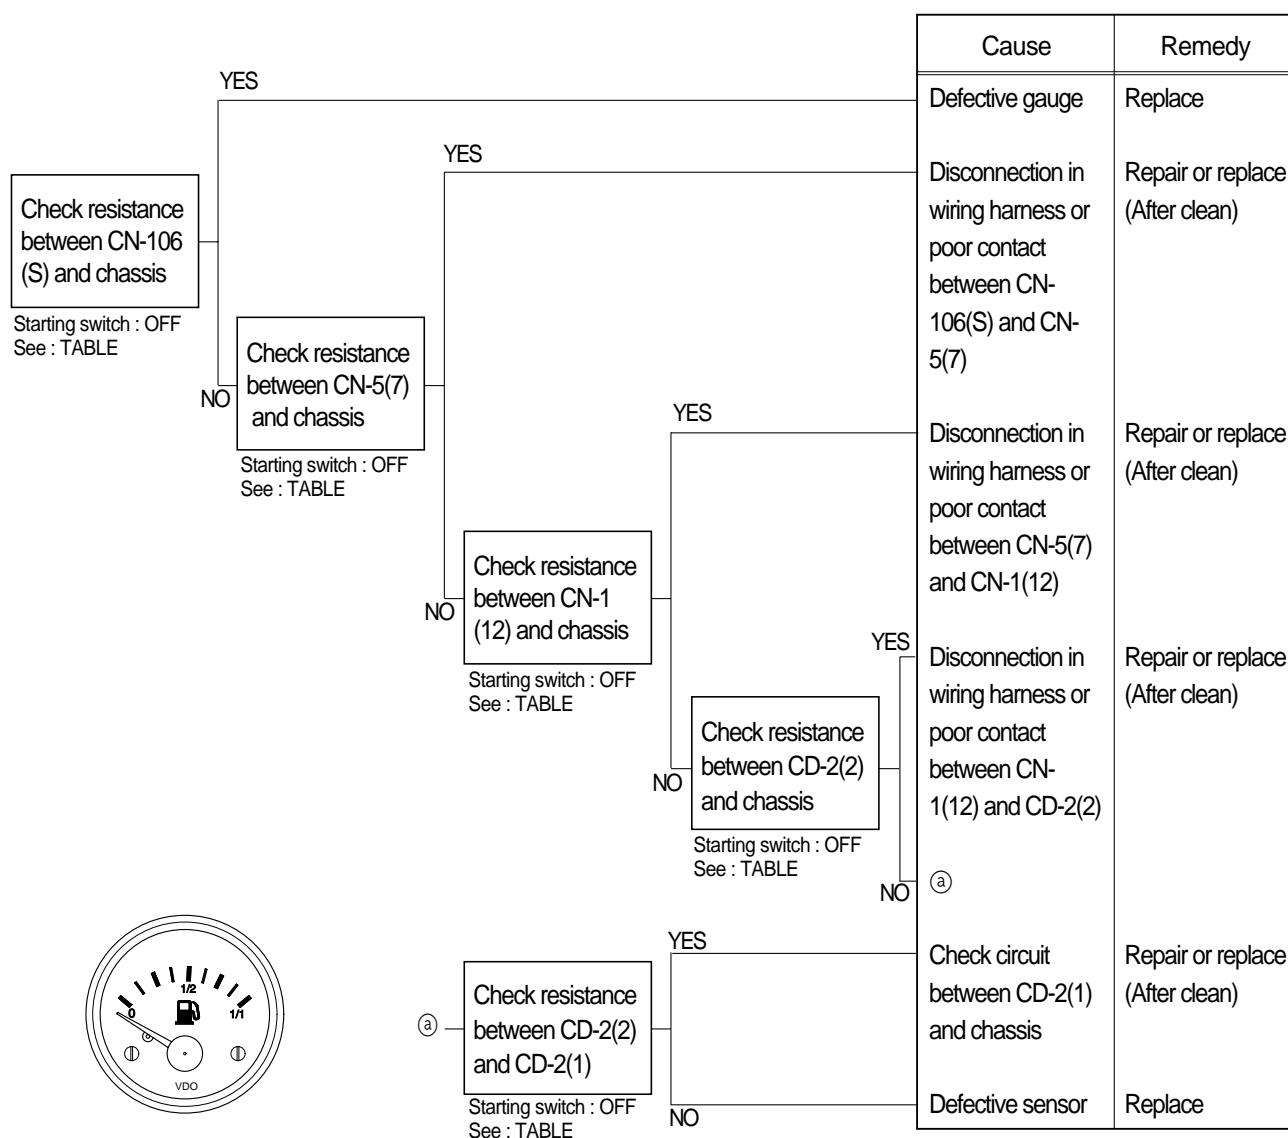 Cause
Remedy
YES
Defective gauge
Replace
YES
Disconnection in
wiring harness or
poor contact
between CN-
106(S) and CN-
5(7)
Repair or replace
(After clean)
Check resistance
between CN-106
(S) and chassis
Starting switch : OFF
See : TABLE
NO
Check resistance
between CN-5(7)
and chassis
Starting switch : OFF
See : TABLE
YES
Disconnection in
wiring harness or
poor contact
between CN-5(7)
and CN-1(12)
Repair or replace
(After clean)
NO
Check resistance
between CN-1
(12) and chassis
Starting switch : OFF
See : TABLE
YES
Disconnection in
wiring harness or
poor contact
between CN-
1(12) and CD-2(2)
Repair or replace
(After clean)
NO
Check resistance
between CD-2(2)
and chassis
Starting switch : OFF
See : TABLE
NO
ⓐ
YES
Check circuit
between CD-2(1)
and chassis
Repair or replace
(After clean)
ⓐ
Check resistance
between CD-2(2)
and CD-2(1)
Starting switch : OFF
See : TABLE
NO
Defective sensor
Replace
0
1/2
1/1
VDO